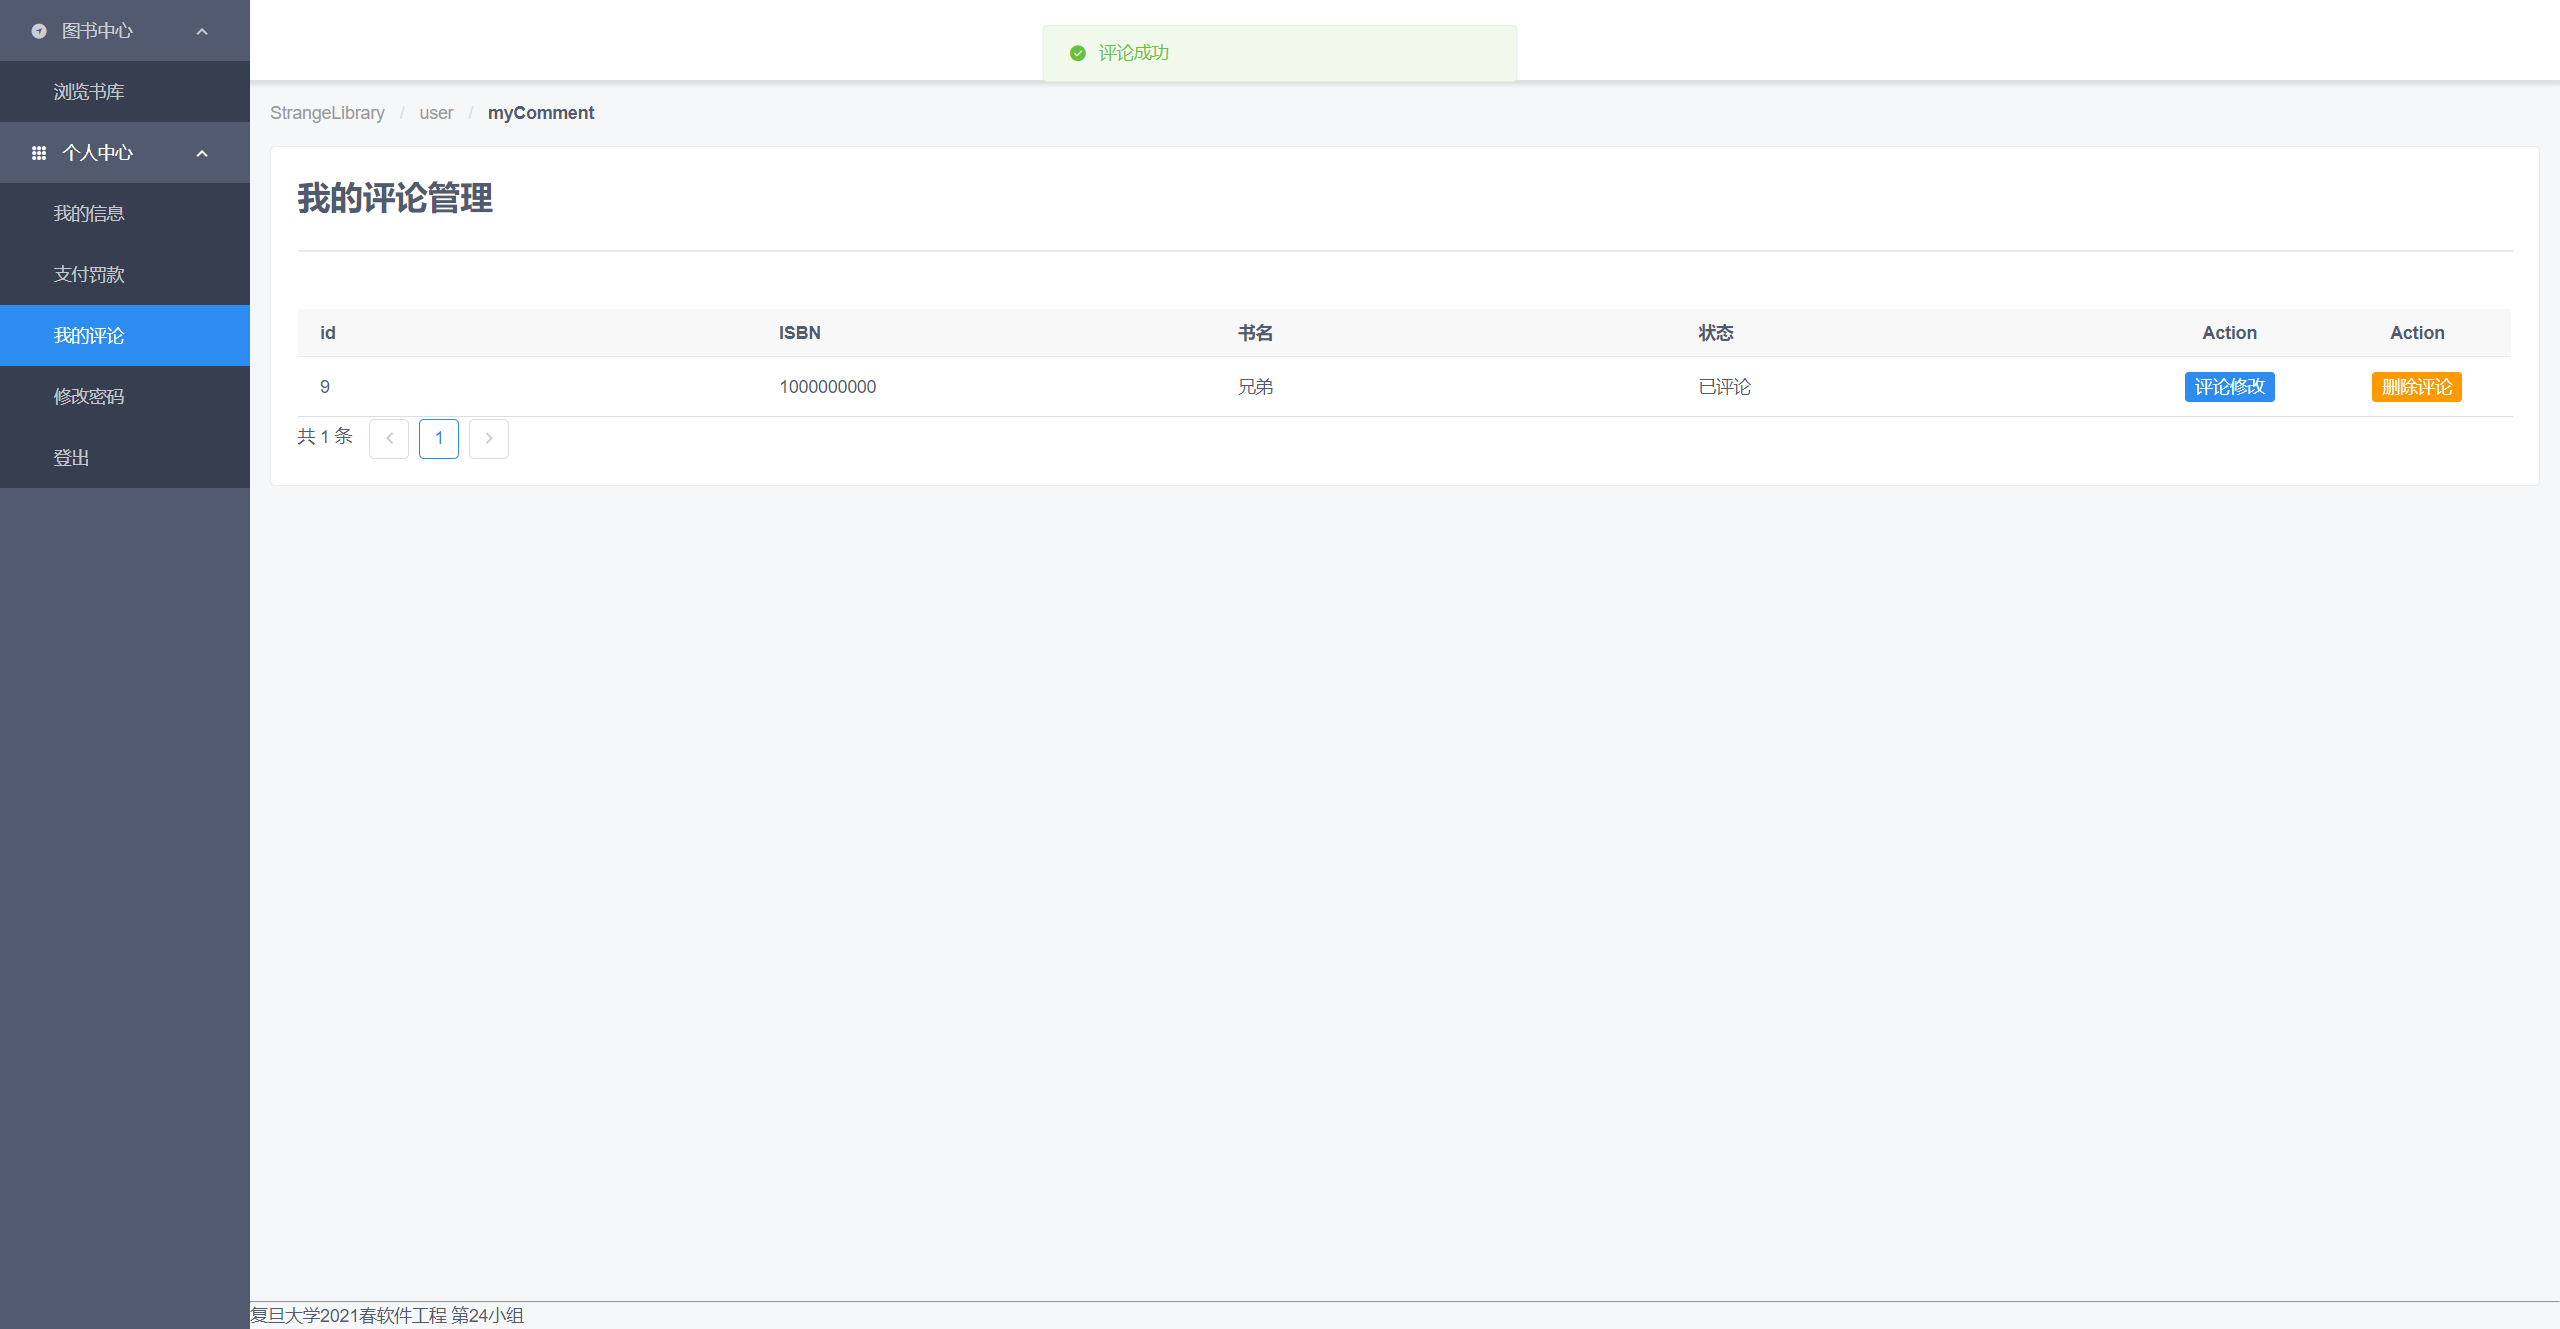 图书中心
浏览书库
个人中心
我的信息
支付罚款
我的评论
修改密码
登出
评论成功
StrangeLibrary / user / myComment
我的评论管理
id ISBN 书名 状态 Action Action
9 1000000000 兄弟 已评论 评论修改 删除评论
共 1 条 1
复旦大学2021春软件工程 第24小组